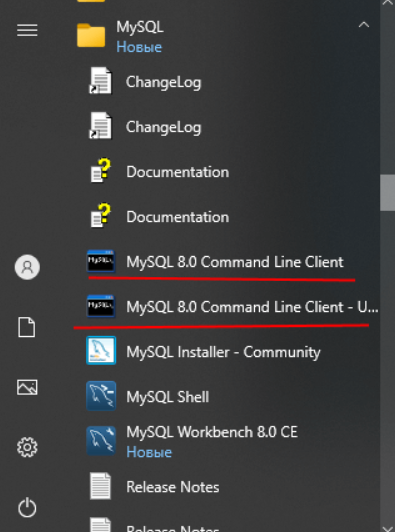 MySQL
Новые
ChangeLog
ChangeLog
Documentation
Documentation
MySQL 8.0 Command Line Client
MySQL 8.0 Command Line Client - U...
MySQL Installer - Community
MySQL Shell
MySQL Workbench 8.0 CE
Новые
Release Notes
Release Notes